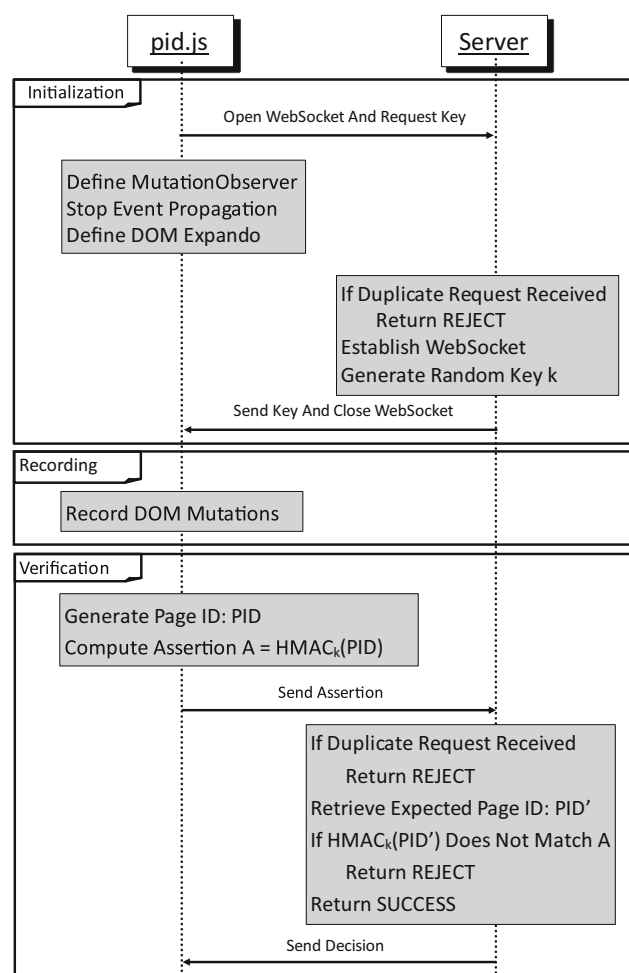 pid.js
Server
Initialization
Open WebSocket And Request Key
Define MutationObserver
Stop Event Propagation
Define DOM Expando
If Duplicate Request Received
Return REJECT
Establish WebSocket
Generate Random Key k
Send Key And Close WebSocket
Recording
Record DOM Mutations
Verification
Generate Page ID: PID
Compute Assertion A = HMACₖ(PID)
Send Assertion
If Duplicate Request Received
Return REJECT
Retrieve Expected Page ID: PID’
If HMACₖ(PID’) Does Not Match A
Return REJECT
Return SUCCESS
Send Decision